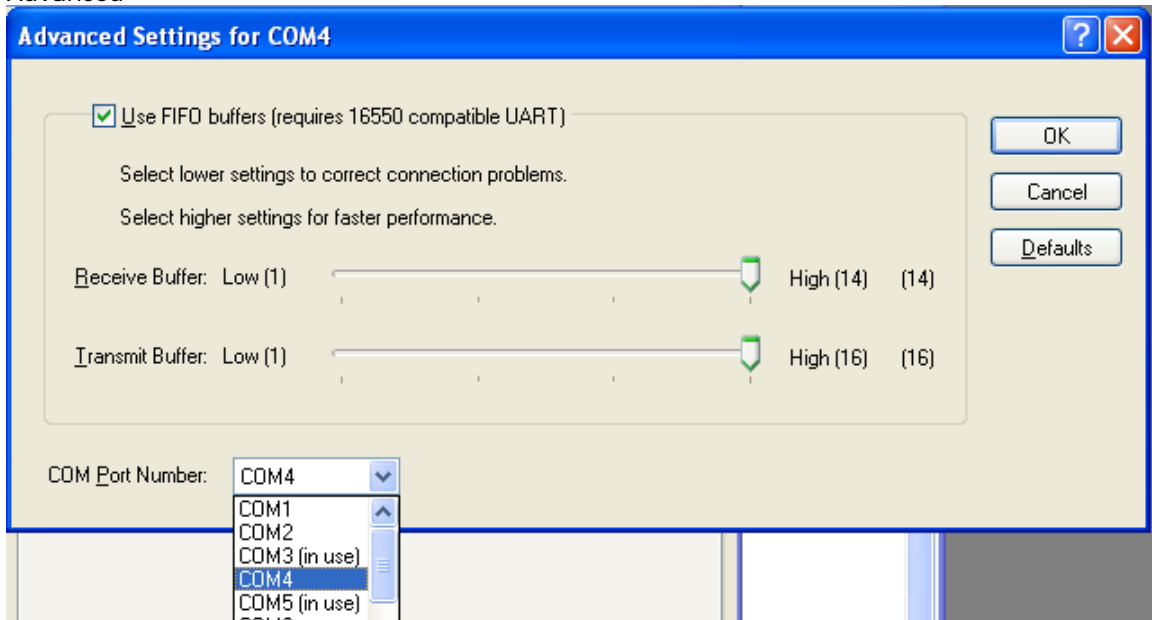 Advanced Settings for COM4
Use FIFO buffers (requires 16550 compatible UART)
OK
Select lower settings to correct connection problems.
Cancel
Select higher settings for faster performance.
Defaults
Receive Buffer: Low (1) High (14) (14)
Transmit Buffer: Low (1) High (16) (16)
COM Port Number: COM4
COM1
COM2
COM3 (in use)
COM4
COM5 (in use)